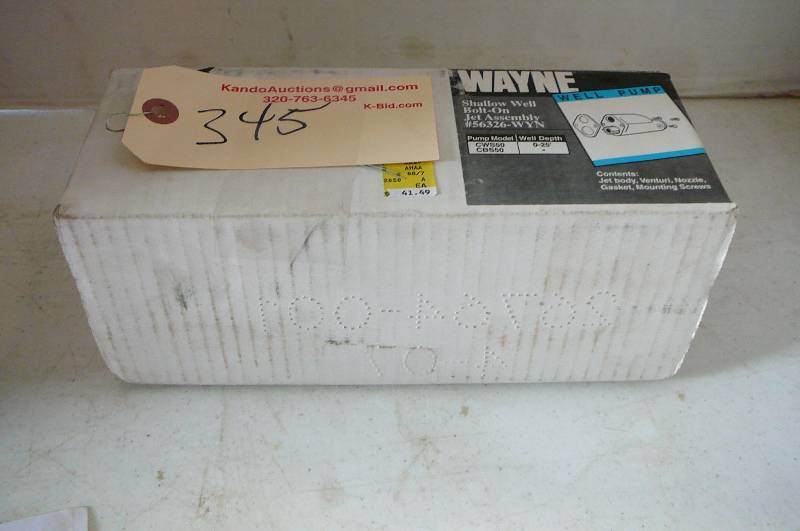 KandoAuctions@gmail.com
320-763-6345
K-Bid.com
345
WAYNE
WELL PUMP
Shallow Well
Bolt-On
Jet Assembly
#56326-WYN
Pump Model Well Depth
CWS50 0-25'
CBS50 -
Contents:
Jet body, Venturi, Nozzle,
Gasket, Mounting Screws
AMAA
A
EA
$ 41.49